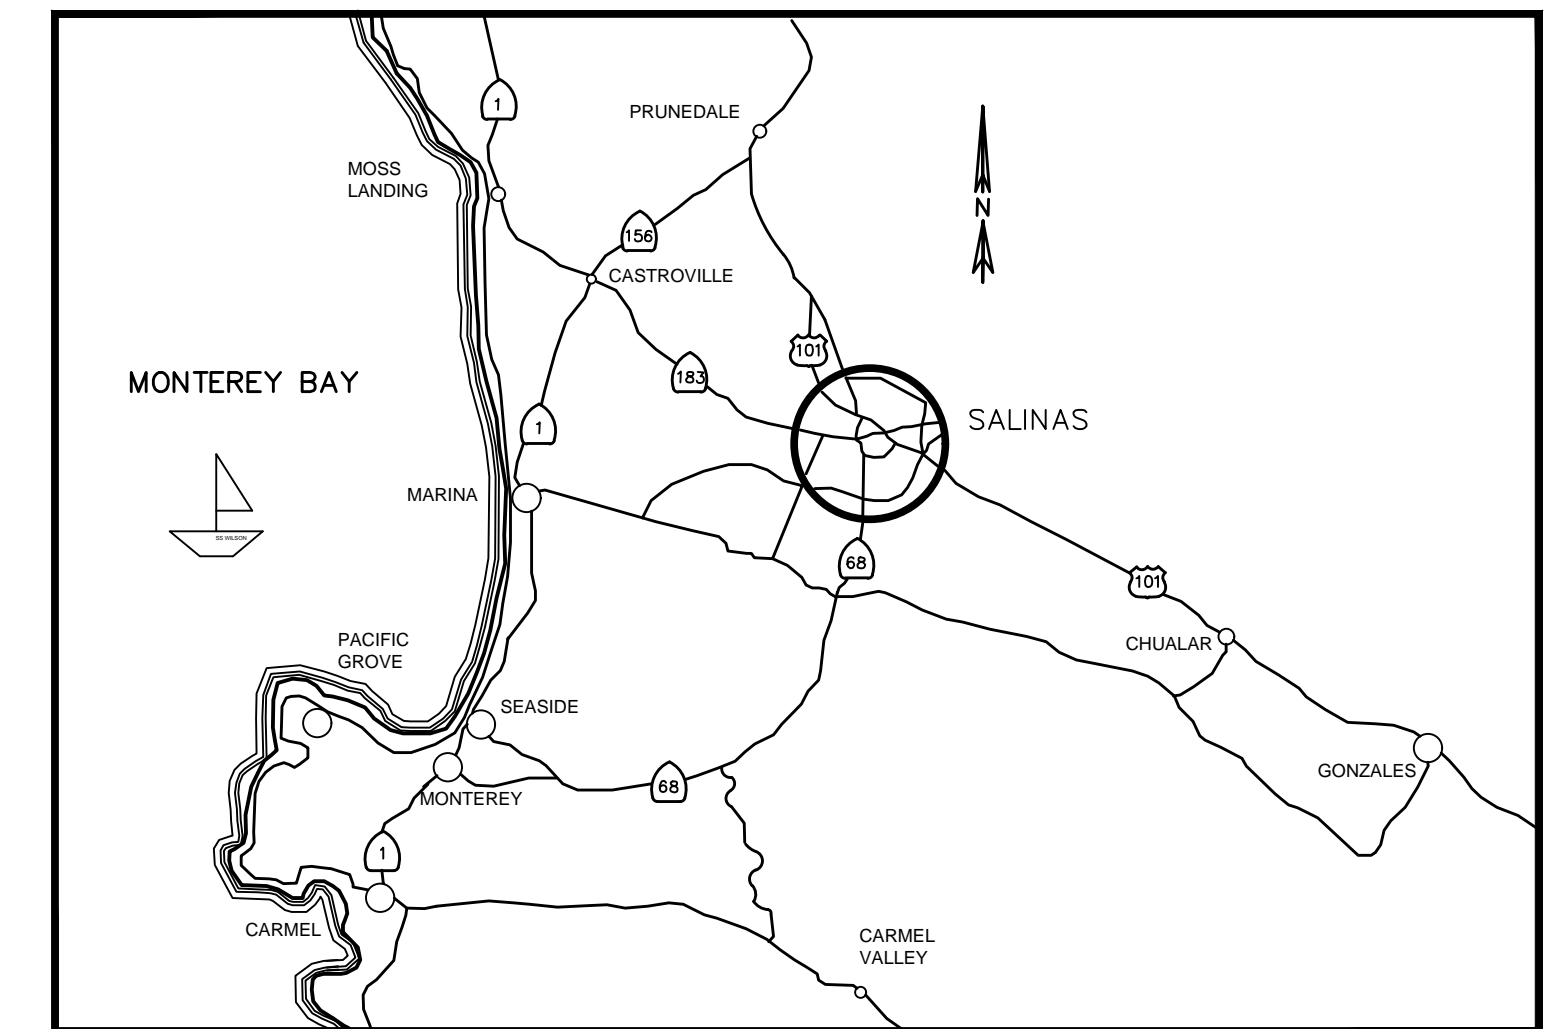 1
PRUNEDALE
MOSS
LANDING
N
156
CASTROVILLE
101
183
MONTEREY BAY
1
SALINAS
MARINA
SS WILSON
68
101
PACIFIC
GROVE
CHUALAR
SEASIDE
GONZALES
68
MONTEREY
1
CARMEL
CARMEL
VALLEY